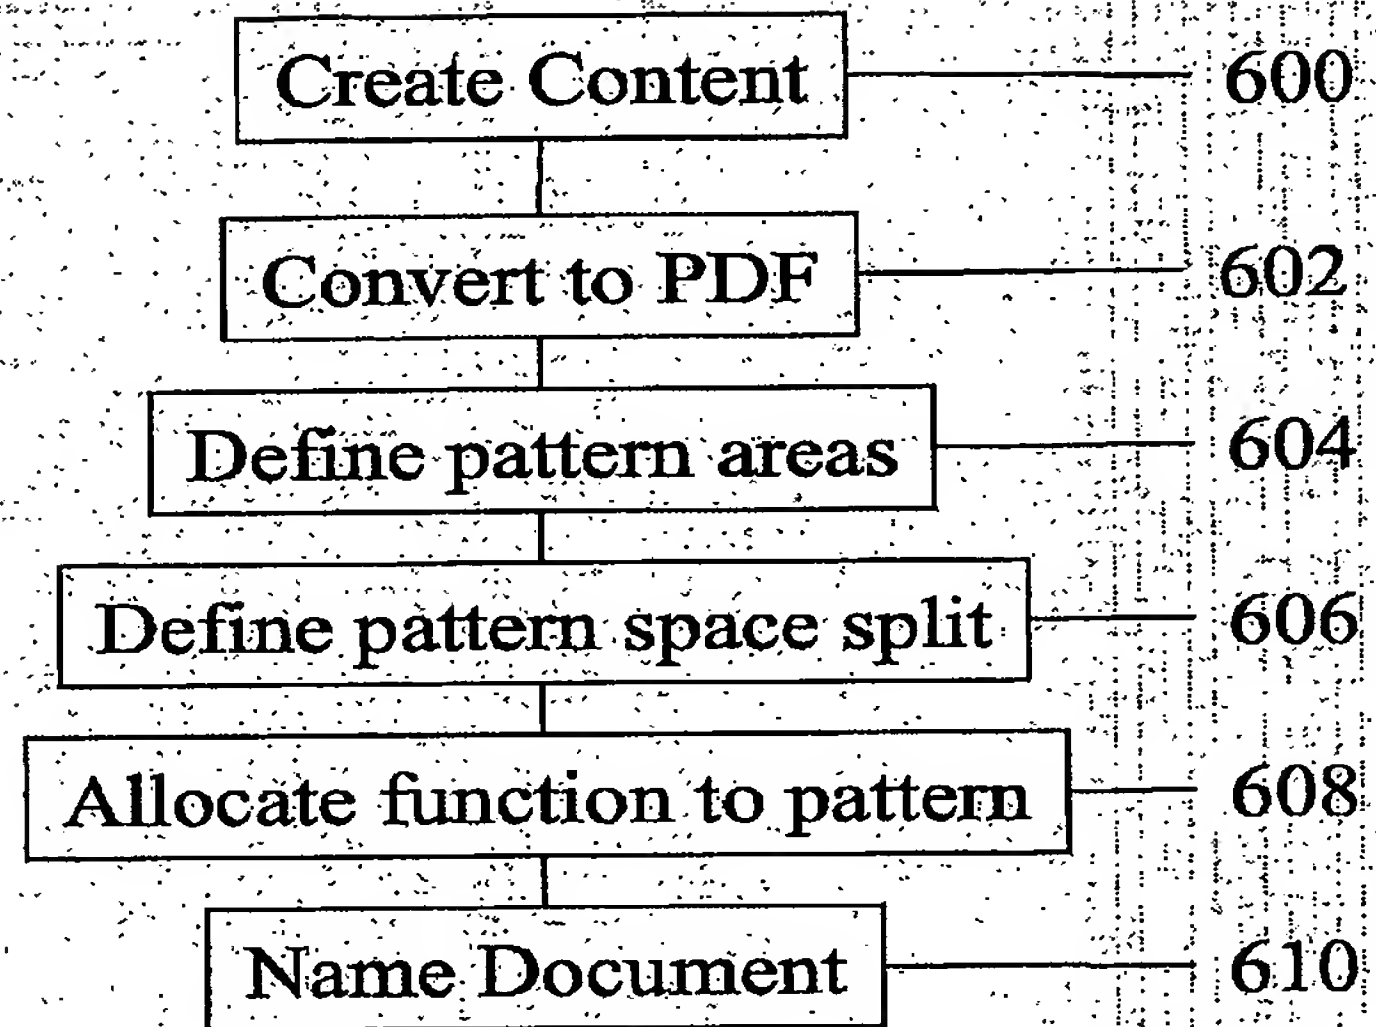 Create Content 600
Convert to PDF 602
Define pattern areas 604
Define pattern space split 606
Allocate function to pattern 608
Name Document 610